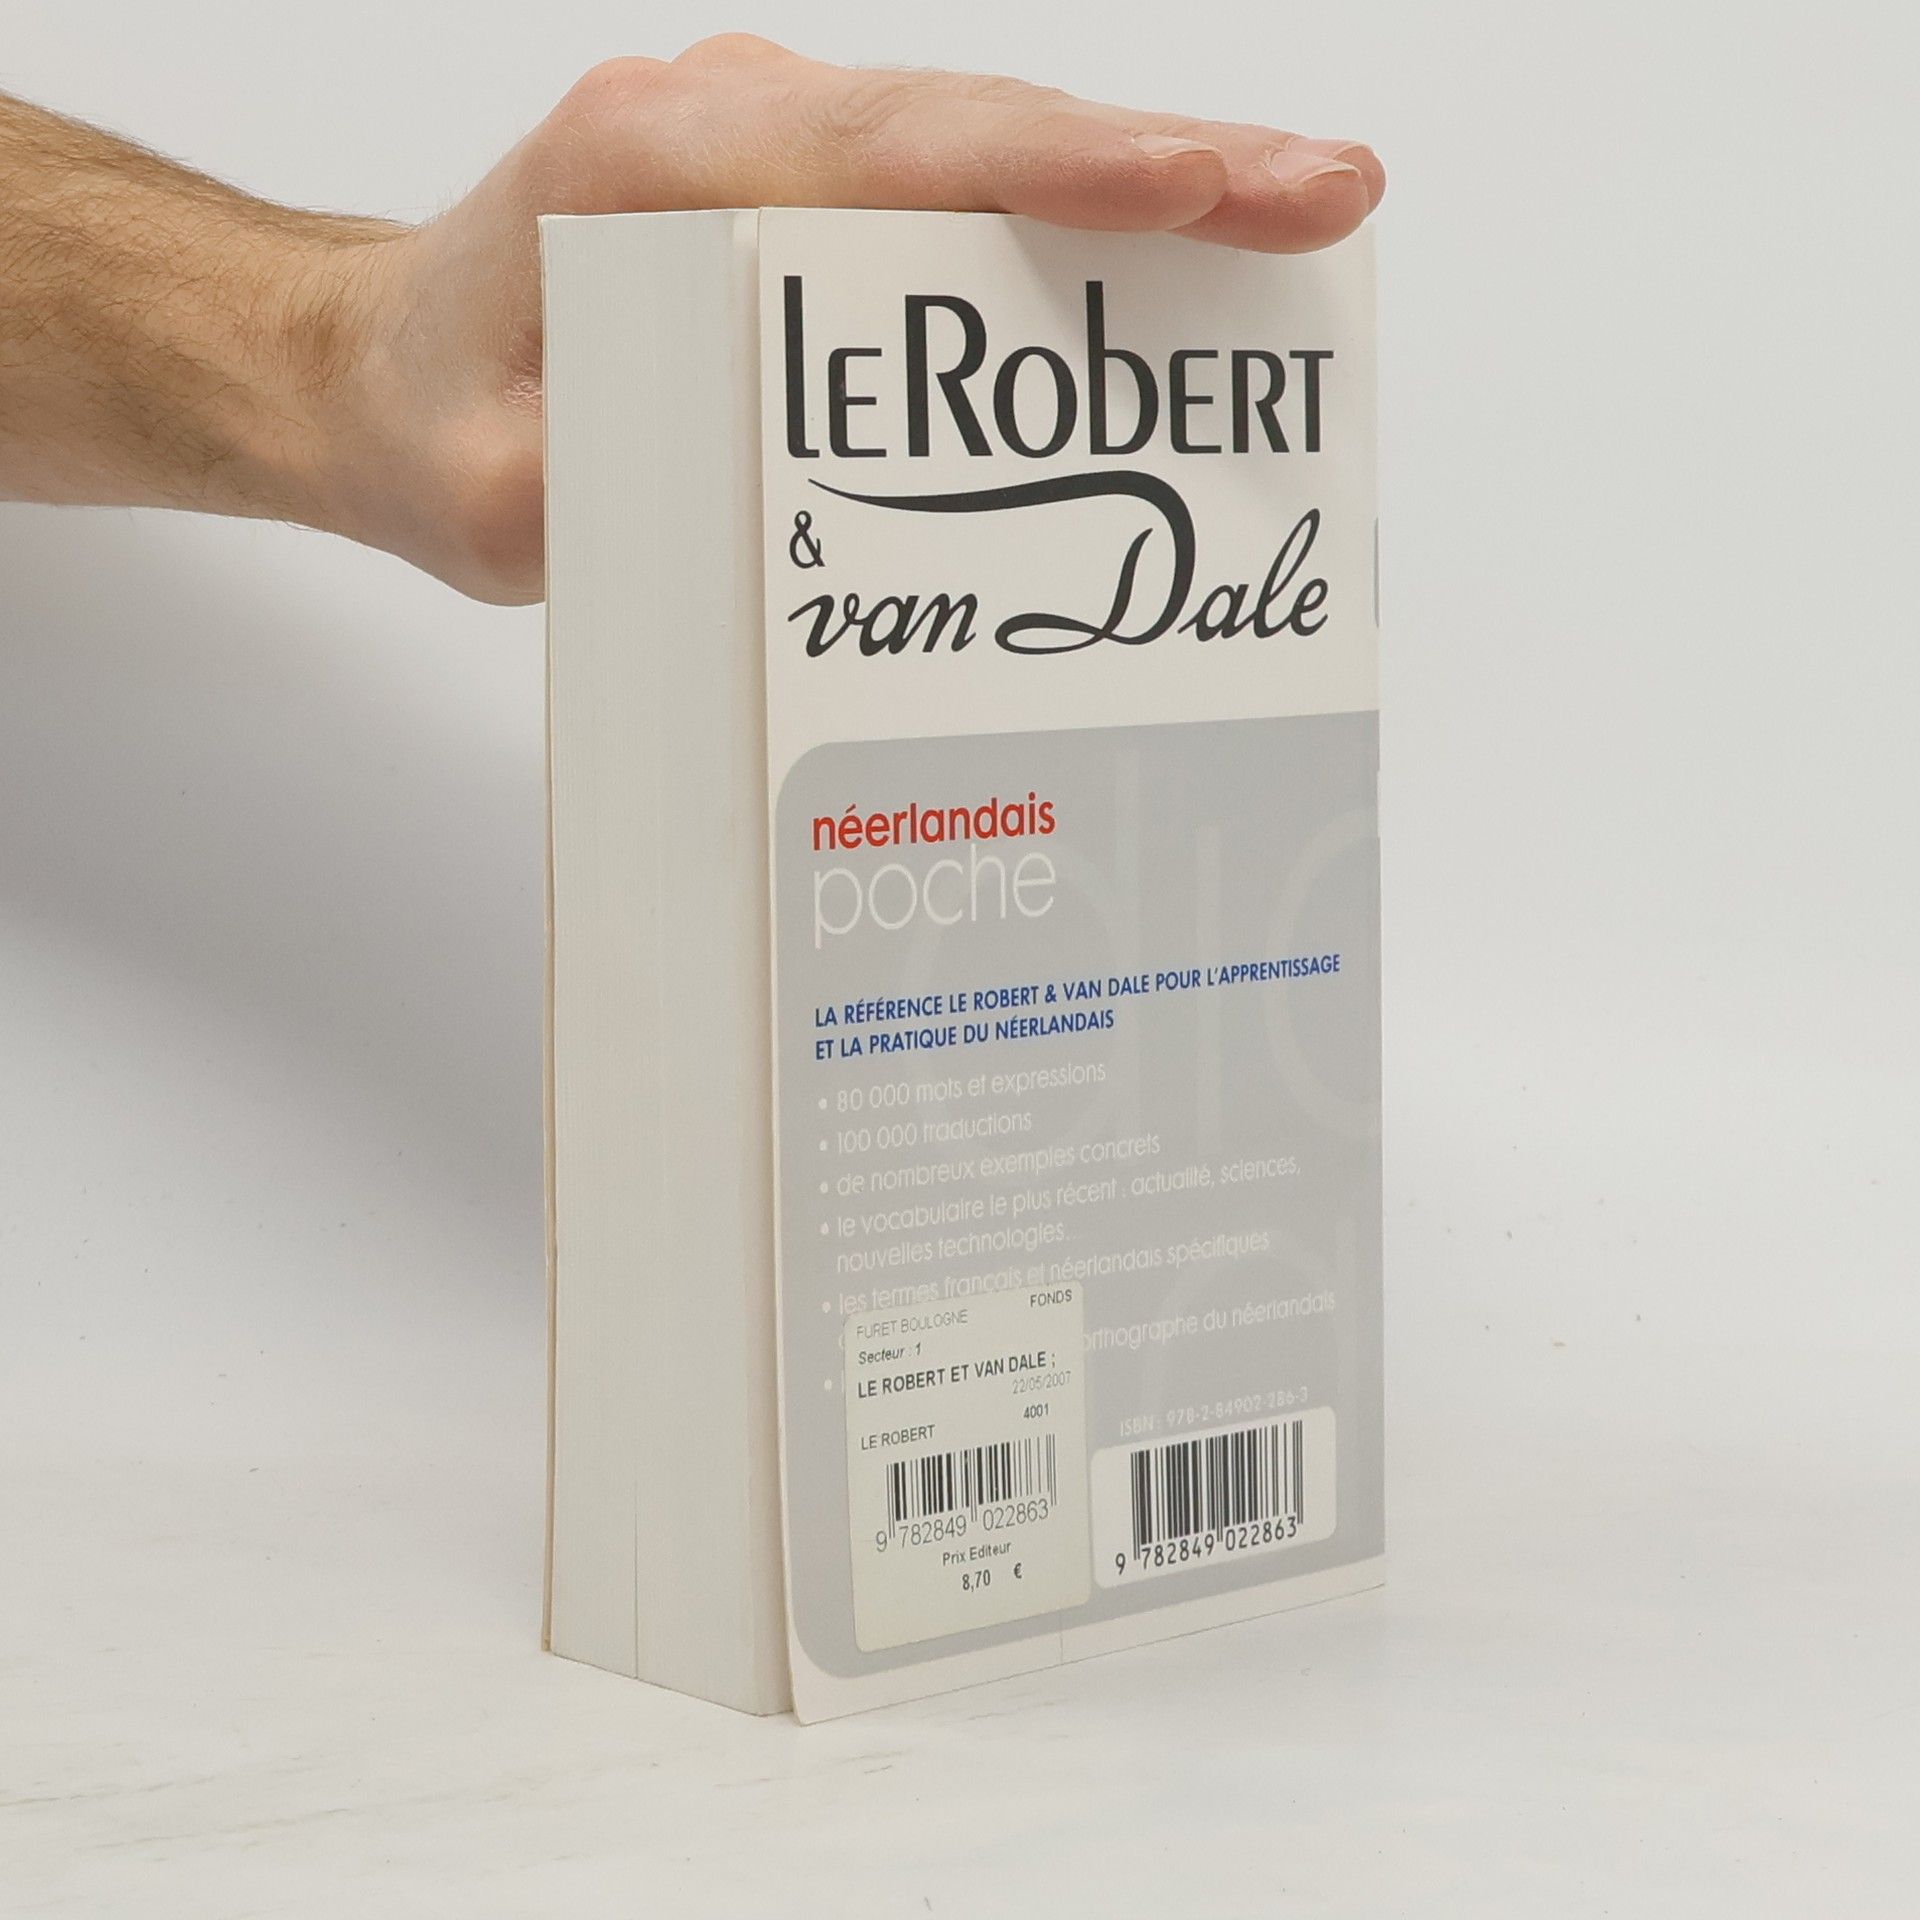 le Robert
& van Dale
néerlandais
poche
LA RÉFÉRENCE LE ROBERT & VAN DALE POUR L'APPRENTISSAGE
ET LA PRATIQUE DU NÉERLANDAIS
• 80 000 mots et expressions
• 100 000 traductions
• de nombreux exemples concrets
• le vocabulaire le plus récent : actualité, sciences,
nouvelles technologies...
• les termes français et néerlandais spécifiques
orthographe du néerlandais
FURET BOULOGNE FONDS
Secteur : 1
LE ROBERT ET VAN DALE ;
22/05/2007
4001
LE ROBERT
9 782849 022863
Prix Editeur
8,70 €
ISBN : 978-2-84902-286-3
9 782849 022863